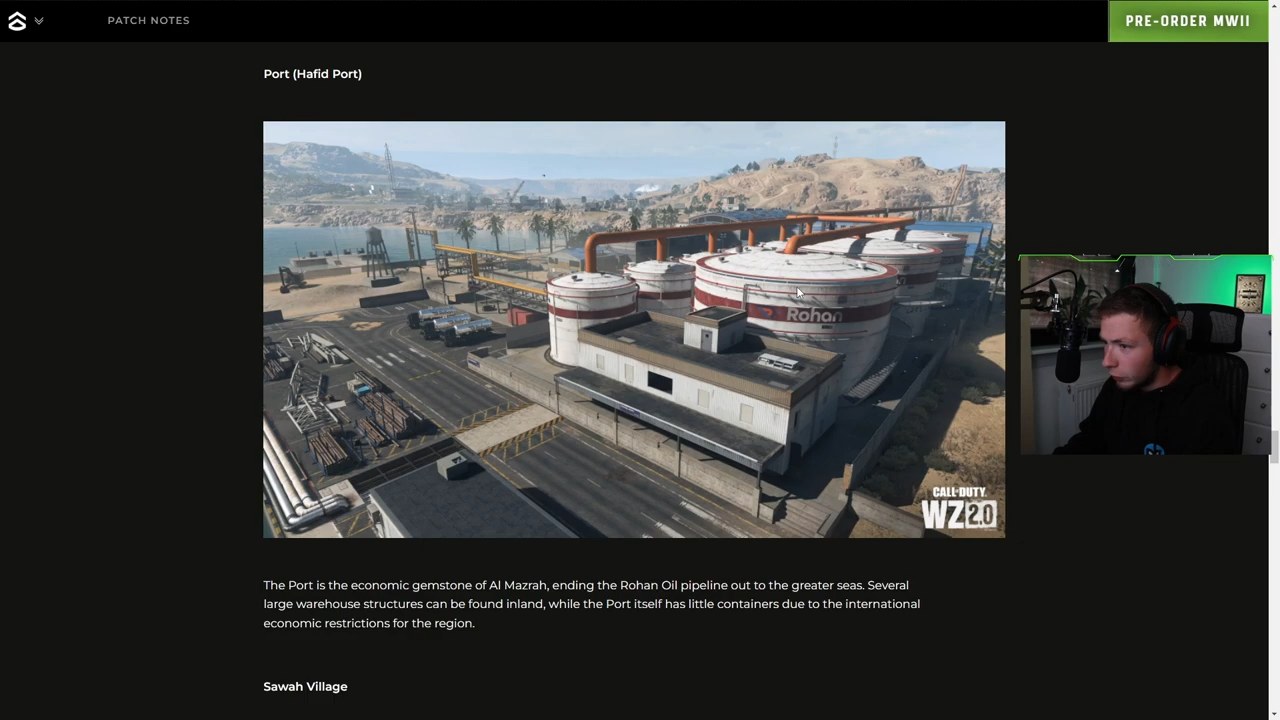 PATCH NOTES
PRE-ORDER MWII
Port (Hafid Port)
Rohan
CALL OF DUTY
WZ 2.0
The Port is the economic gemstone of Al Mazrah, ending the Rohan Oil pipeline out to the greater seas. Several
large warehouse structures can be found inland, while the Port itself has little containers due to the international
economic restrictions for the region.
Sawah Village